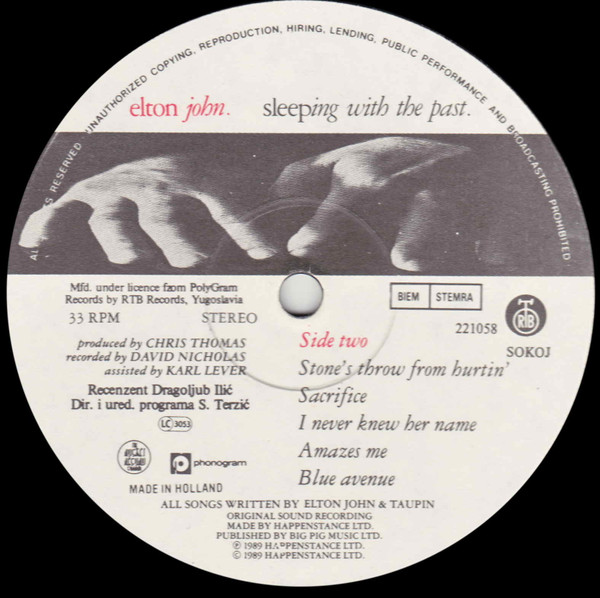 ALL RIGHTS RESERVED UNAUTHORIZED COPYING, REPRODUCTION, HIRING, LENDING, PUBLIC PERFORMANCE AND BROADCASTING PROHIBITED
elton john. sleeping with the past.
Mfd. under licence from PolyGram
Records by RTB Records, Yugoslavia
33 RPM STEREO
BIEM STEMRA
RTB
221058
SOKOJ
produced by CHRIS THOMAS
recorded by DAVID NICHOLAS
assisted by KARL LEVER
Recenzent Dragoljub Ilić
Dir. i ured. programa S. Terzić
LC 3053
Side two
Stone's throw from hurtin'
Sacrifice
I never knew her name
Amazes me
Blue avenue
THE ROCKET RECORD COMPANY
phonogram
MADE IN HOLLAND
ALL SONGS WRITTEN BY ELTON JOHN & TAUPIN
ORIGINAL SOUND RECORDING
MADE BY HAPPENSTANCE LTD.
PUBLISHED BY BIG PIG MUSIC LTD.
℗ 1989 HAPPENSTANCE LTD.
© 1989 HAPPENSTANCE LTD.